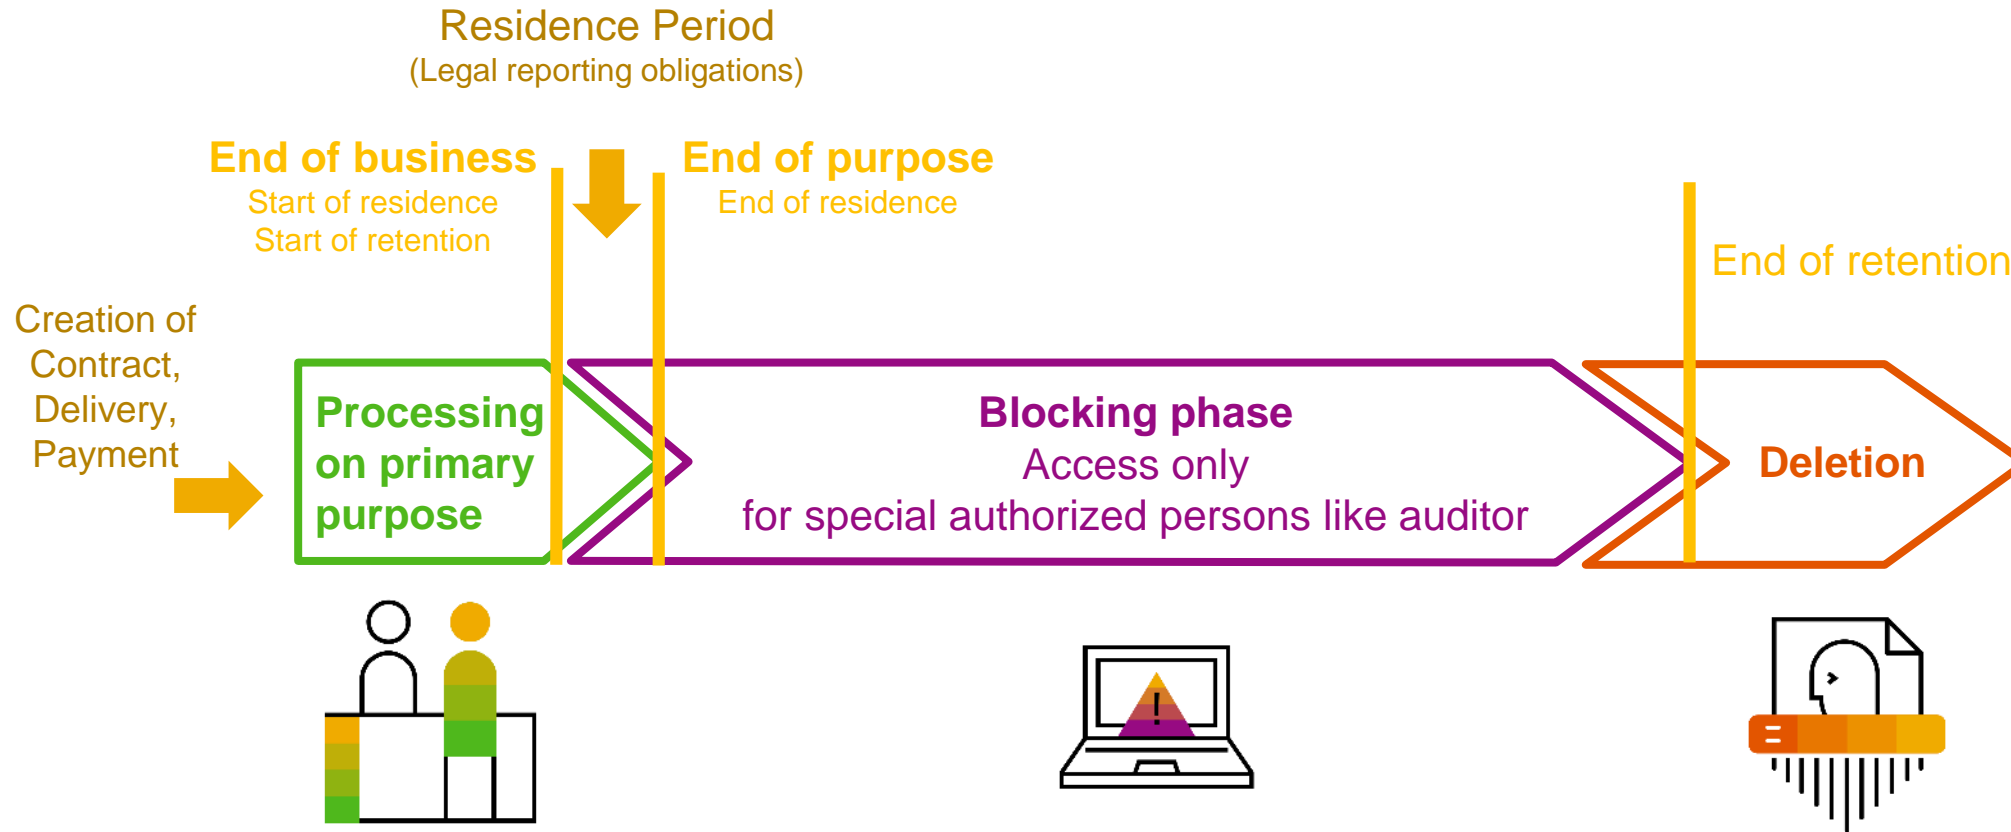 Residence Period
(Legal reporting obligations)
End of business
Start of residence
Start of retention
End of purpose
End of residence
End of retention
Creation of
Contract,
Delivery,
Payment
Processing
on primary
purpose
Blocking phase
Access only
for special authorized persons like auditor
Deletion
!